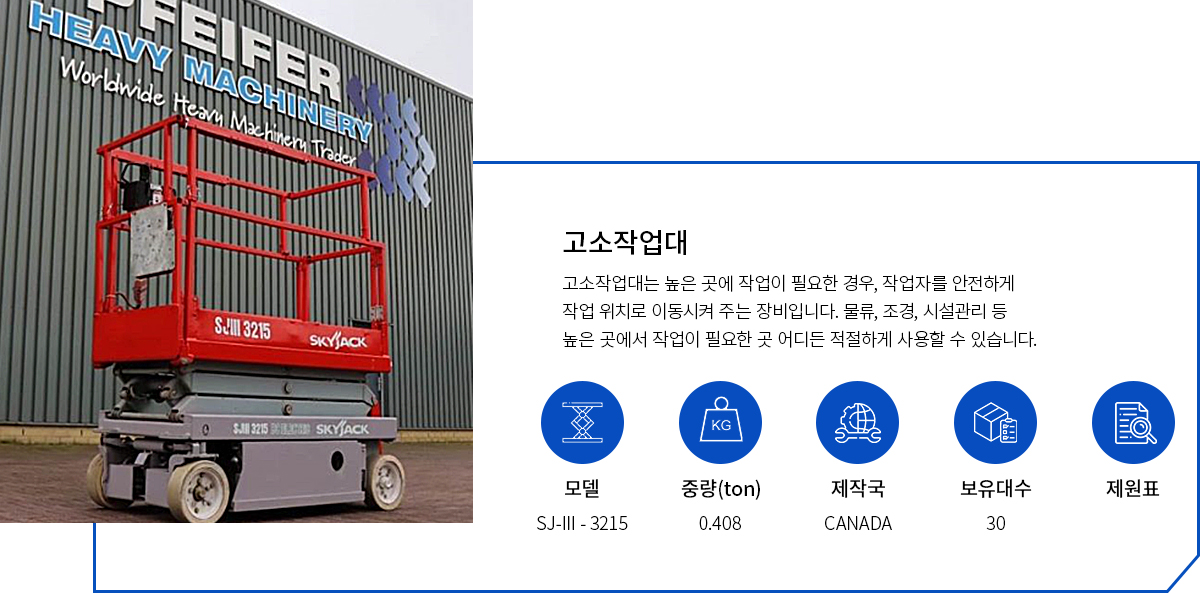 PFEIFER
HEAVY MACHINERY
Worldwide Heavy Machinery Trader
SJIII 3215
SKYJACK
SJIII 3215
SKYJACK
고소작업대
고소작업대는 높은 곳에 작업이 필요한 경우, 작업자를 안전하게
작업 위치로 이동시켜 주는 장비입니다. 물류, 조경, 시설관리 등
높은 곳에서 작업이 필요한 곳 어디든 적절하게 사용할 수 있습니다.
KG
모델 중량(ton) 제작국 보유대수 제원표
SJ-III - 3215 0.408 CANADA 30